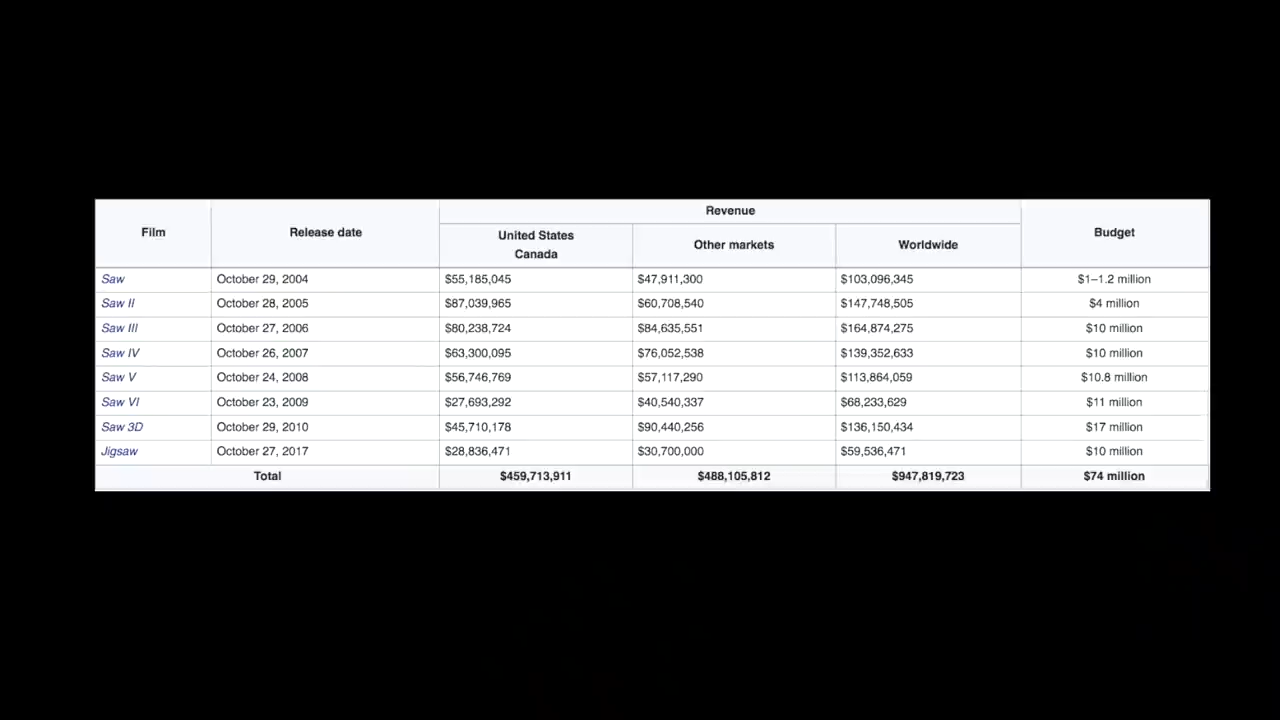 Film Release date Revenue Budget
United States Canada Other markets Worldwide
Saw October 29, 2004 $55,185,045 $47,911,300 $103,096,345 $1–1.2 million
Saw II October 28, 2005 $87,039,965 $60,708,540 $147,748,505 $4 million
Saw III October 27, 2006 $80,238,724 $84,635,551 $164,874,275 $10 million
Saw IV October 26, 2007 $63,300,095 $76,052,538 $139,352,633 $10 million
Saw V October 24, 2008 $56,746,769 $57,117,290 $113,864,059 $10.8 million
Saw VI October 23, 2009 $27,693,292 $40,540,337 $68,233,629 $11 million
Saw 3D October 29, 2010 $45,710,178 $90,440,256 $136,150,434 $17 million
Jigsaw October 27, 2017 $28,836,471 $30,700,000 $59,536,471 $10 million
Total $459,713,911 $488,105,812 $947,819,723 $74 million